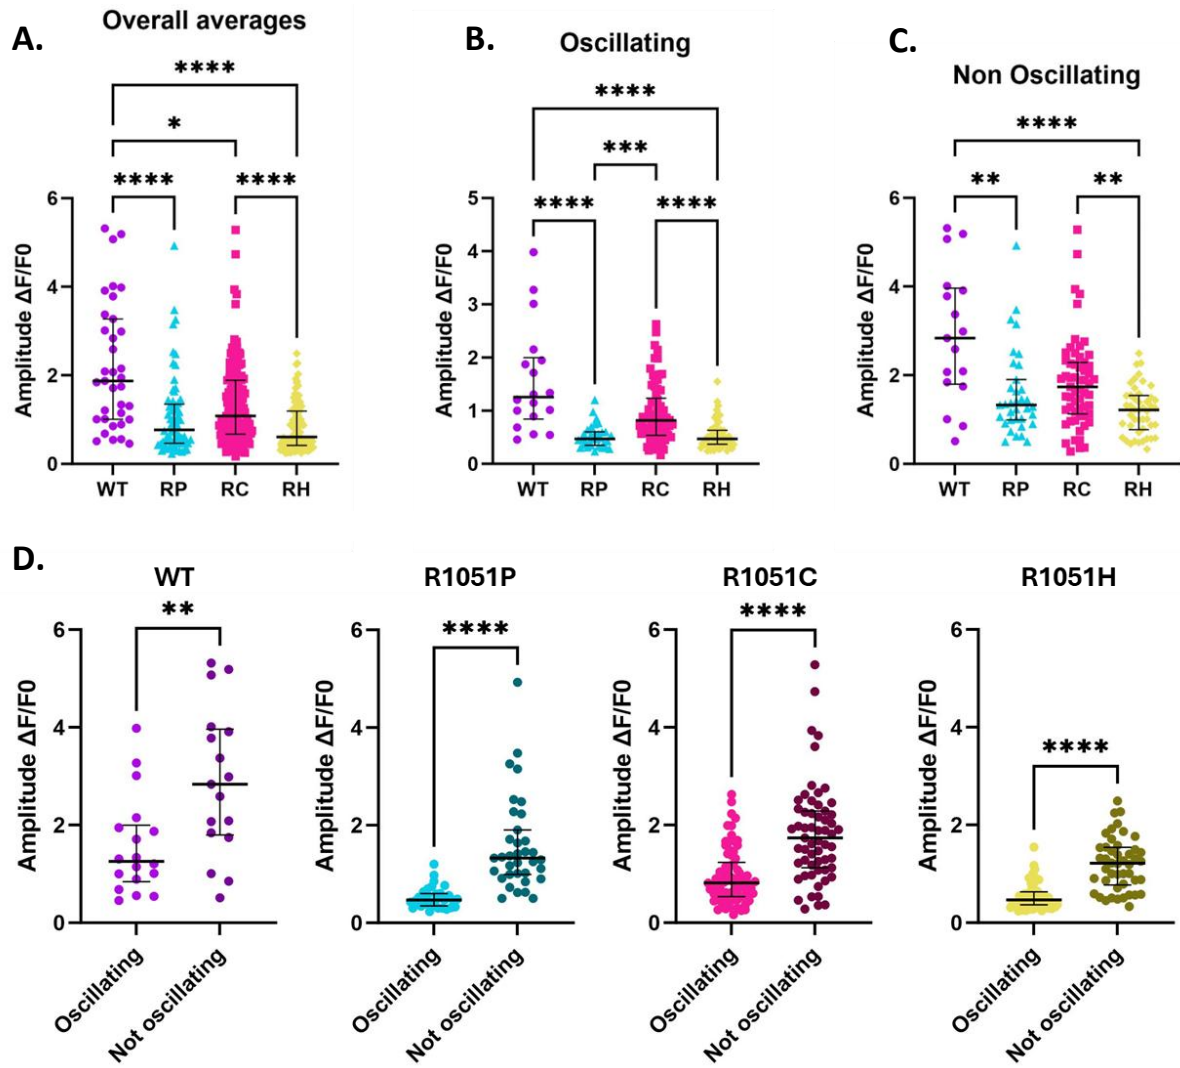 A.
Overall averages
****
*
**** ****
Amplitude ΔF/F0
6
4
2
0
WT RP RC RH
B.
Oscillating
****
***
**** ****
Amplitude ΔF/F0
5
4
3
2
1
0
WT RP RC RH
C.
Non Oscillating
****
** **
Amplitude ΔF/F0
6
4
2
0
WT RP RC RH
D.
WT
**
Amplitude ΔF/F0
6
4
2
0
Oscillating
Not oscillating
R1051P
****
Amplitude ΔF/F0
6
4
2
0
Oscillating
Not oscillating
R1051C
****
Amplitude ΔF/F0
6
4
2
0
Oscillating
Not oscillating
R1051H
****
Amplitude ΔF/F0
6
4
2
0
Oscillating
Not oscillating